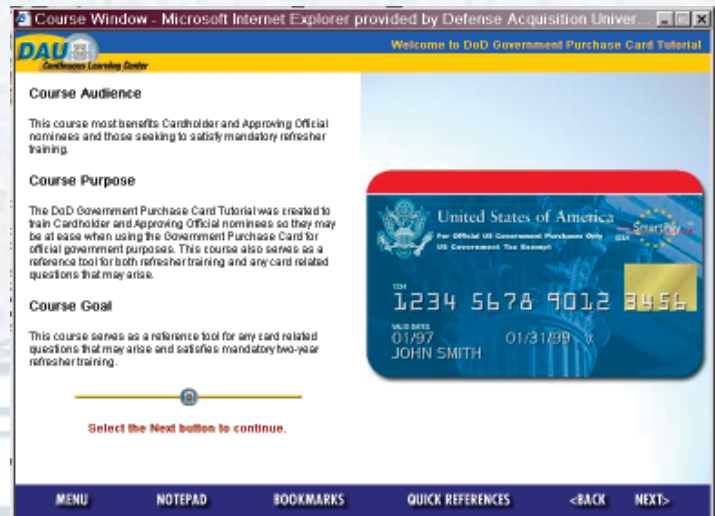 Course Window - Microsoft Internet Explorer provided by Defense Acquisition Univer...
DAU
Continuous Learning Center
Welcome to DoD Government Purchase Card Tutorial
Course Audience
This course most benefits Cardholder and Approving Official
nominees and those seeking to satisfy mandatory refresher
training.
Course Purpose
The DoD Government Purchase Card Tutorial was created to
train Cardholder and Approving Official nominees so they may
be at ease when using the Government Purchase Card for
official government purposes. This course also serves as a
reference tool for both refresher training and any card related
questions that may arise.
Course Goal
This course serves as a reference tool for any card related
questions that may arise and satisfies mandatory two-year
refresher training.
Select the Next button to continue.
United States of America
For Official US Government Purchases Only
US Government Tax Exempt
GSA SmartPay
1234
1234 5678 9012 3456
VALID DATES
01/97 01/31/99 v
JOHN SMITH
MENU NOTEPAD BOOKMARKS QUICK REFERENCES <BACK NEXT>